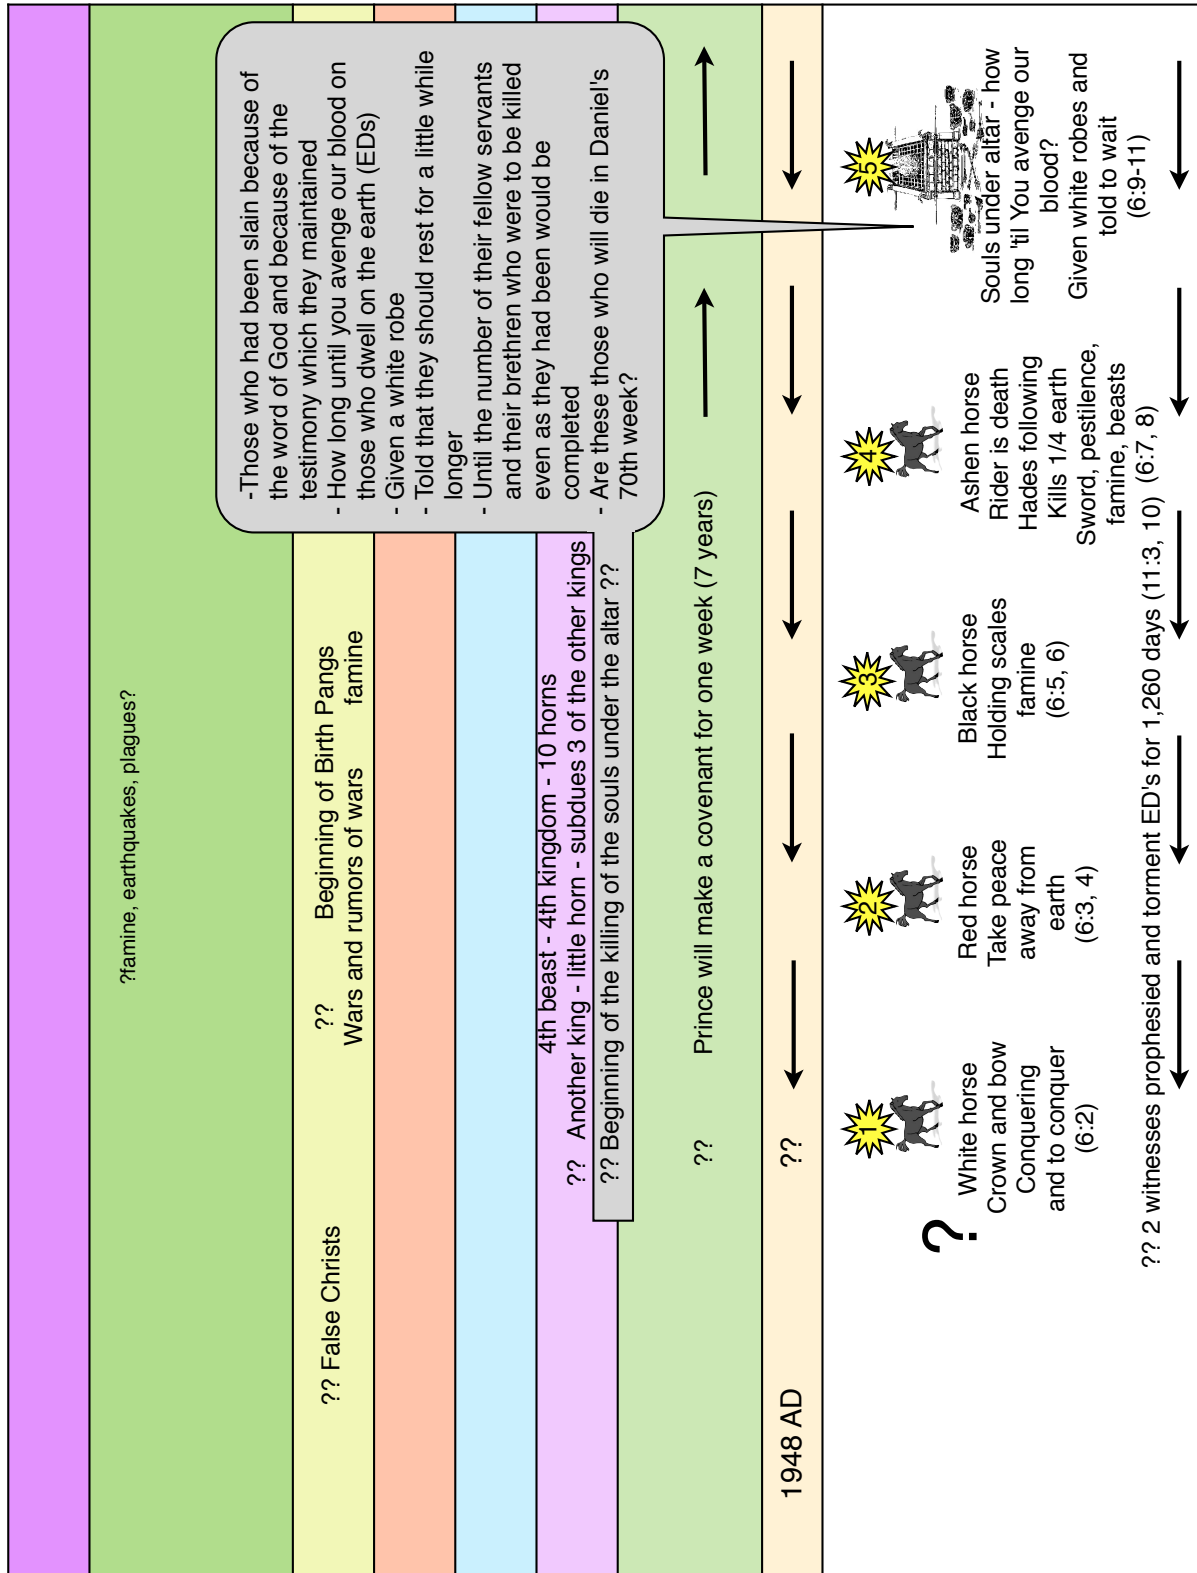 ?famine, earthquakes, plagues?
?? False Christs
??
Beginning of Birth Pangs
Wars and rumors of wars
famine
-Those who had been slain because of
the word of God and because of the
testimony which they maintained
- How long until you avenge our blood on
those who dwell on the earth (EDs)
- Given a white robe
- Told that they should rest for a little while
longer
- Until the number of their fellow servants
and their brethren who were to be killed
even as they had been would be
completed
- Are these those who will die in Daniel's
70th week?
4th beast - 4th kingdom - 10 horns
?? Another king - little horn - subdues 3 of the other kings
?? Beginning of the killing of the souls under the altar ??
?? Prince will make a covenant for one week (7 years)
1948 AD
??
?
1
White horse
Crown and bow
Conquering
and to conquer
(6:2)
2
Red horse
Take peace
away from
earth
(6:3, 4)
3
Black horse
Holding scales
famine
(6:5, 6)
4
Ashen horse
Rider is death
Hades following
Kills 1/4 earth
Sword, pestilence,
famine, beasts
(6:7, 8)
5
Souls under altar - how
long 'til You avenge our
blood?
Given white robes and
told to wait
(6:9-11)
?? 2 witnesses prophesied and torment ED's for 1,260 days (11:3, 10)